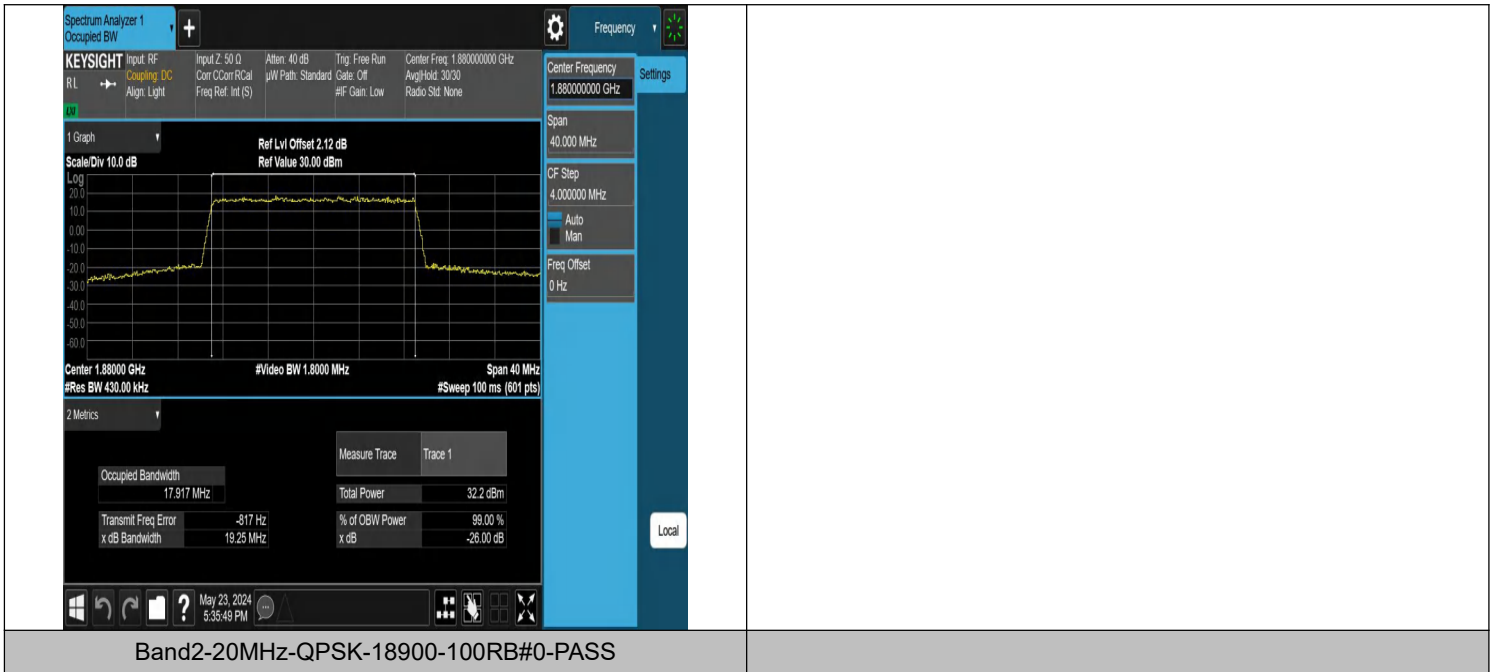 Spectrum Analyzer 1
Occupied BW
+
Frequency
KEYSIGHT
RL
Input: RF
Coupling: DC
Align: Light
Input Z: 50 Ω
Corr CCorr RCal
Freq Ref: Int (S)
Atten: 40 dB
µW Path: Standard
Trig: Free Run
Gate: Off
#IF Gain: Low
Center Freq: 1.880000000 GHz
Avg|Hold: 30/30
Radio Std: None
Center Frequency
1.880000000 GHz
Settings
Span
40.000 MHz
CF Step
4.000000 MHz
Auto
Man
Freq Offset
0 Hz
Local
1 Graph
Scale/Div 10.0 dB
Ref Lvl Offset 2.12 dB
Ref Value 30.00 dBm
Log
20.0
10.0
0.00
-10.0
-20.0
-30.0
-40.0
-50.0
-60.0
Center 1.88000 GHz
#Video BW 1.8000 MHz
Span 40 MHz
#Res BW 430.00 kHz
#Sweep 100 ms (601 pts)
2 Metrics
Measure Trace Trace 1
Occupied Bandwidth
17.917 MHz
Total Power 32.2 dBm
Transmit Freq Error -817 Hz
% of OBW Power 99.00 %
x dB Bandwidth 19.25 MHz
x dB -26.00 dB
?
May 23, 2024
5:35:49 PM
Band2-20MHz-QPSK-18900-100RB#0-PASS